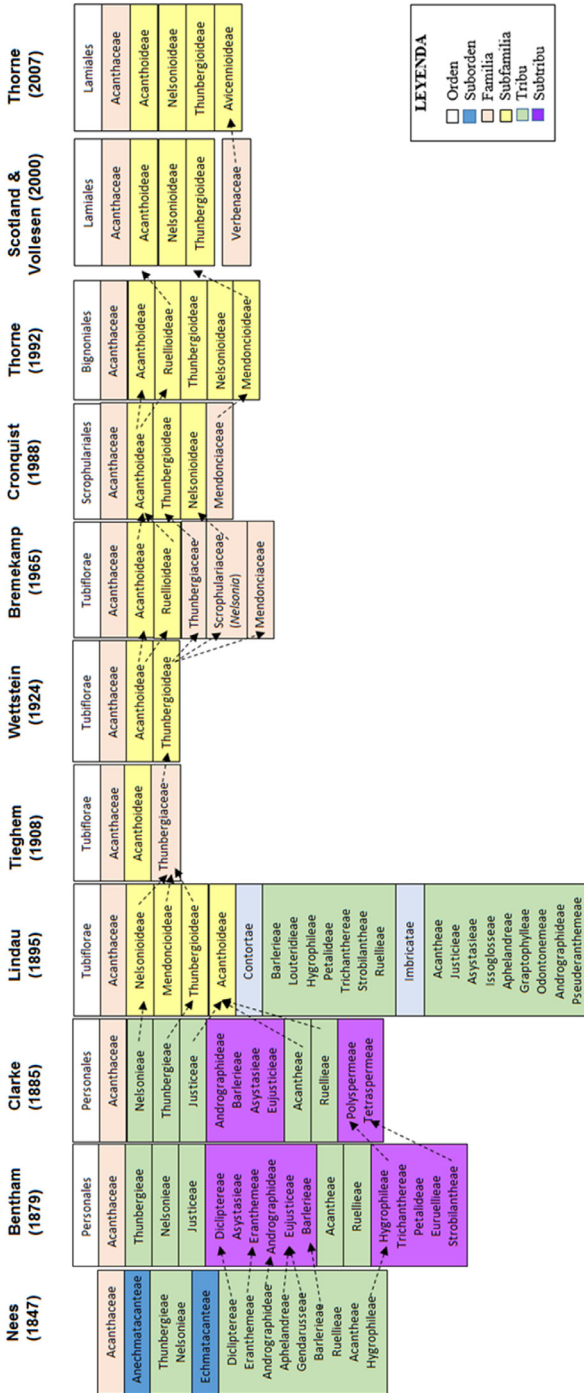 Nees
(1847)
Acanthaceae
Anechmatacanteae
Thunbergieae
Nelsonieae
Echmatacanteae
Diclipterae
Eranthemeae
Andrographideae
Aphelandreae
Gendarusseae
Barlerieae
Ruellieae
Acantheae
Hygrophileae
Bentham
(1879)
Personales
Acanthaceae
Thunbergieae
Nelsonieae
Justiceae
Diclipterae
Asystasieae
Eranthemeae
Andrographideae
Eujusticeae
Barlerieae
Acantheae
Ruellieae
Hygrophileae
Trichanthereae
Petalideae
Euruellieae
Strobilantheae
Clarke
(1885)
Personales
Acanthaceae
Nelsonieae
Thunbergieae
Justiceae
Andrographideae
Barlerieae
Asystasieae
Eujusticieae
Acantheae
Ruellieae
Polyspermeae
Tetraspermeae
Lindau
(1895)
Tubiflorae
Acanthaceae
Nelsonioideae
Mendoncioideae
Thunbergioideae
Acanthoideae
Contortae
Barlerieae
Louteridieae
Hygrophileae
Petalideae
Trichanthereae
Strobilantheae
Ruellieae
Imbricatae
Acantheae
Justicieae
Asystasieae
Issoglosseae
Aphelandreae
Graptophylleae
Odontonemeae
Andrographideae
Pseuderanthemeae
Tieghem
(1908)
Tubiflorae
Acanthaceae
Acanthoideae
Thunbergiaceae
Wettstein
(1924)
Tubiflorae
Acanthaceae
Acanthoideae
Thunbergioideae
Bremekamp
(1965)
Tubiflorae
Acanthaceae
Acanthoideae
Ruellioideae
Thunbergiaceae
Scrophulariaceae
(Nelsonia)
Mendonciaceae
Cronquist
(1988)
Scrophulariales
Acanthaceae
Acanthoideae
Thunbergioideae
Nelsonioideae
Mendonciaceae
Thorne
(1992)
Bignoniales
Acanthaceae
Acanthoideae
Ruellioideae
Thunbergioideae
Nelsonioideae
Mendoncioideae
Scotland &
Vollesen (2000)
Lamiales
Acanthaceae
Acanthoideae
Nelsonioideae
Thunbergioideae
Verbenaceae
Thorne
(2007)
Lamiales
Acanthaceae
Acanthoideae
Nelsonioideae
Thunbergioideae
Avicennioideae
LEYENDA
Orden
Suborden
Familia
Subfamilia
Tribu
Subtribu